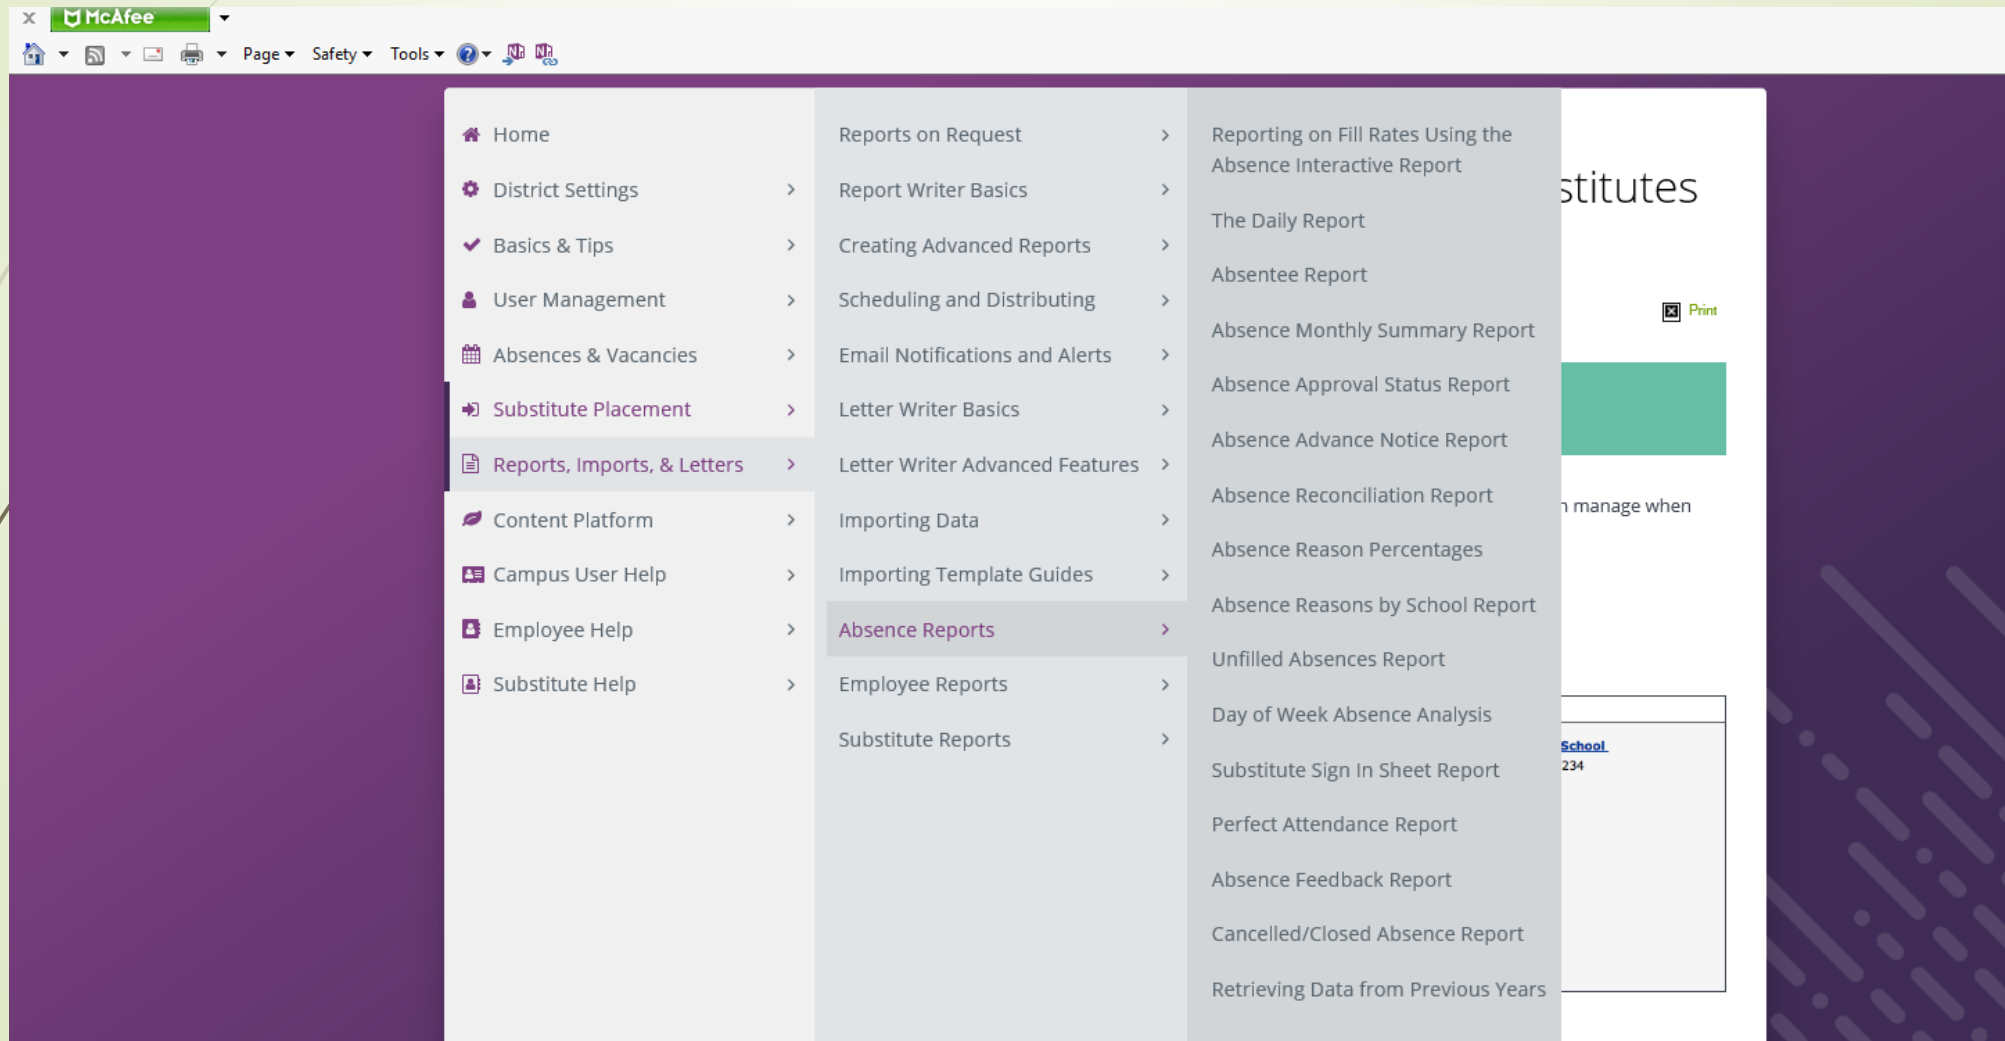 McAfee
Page
Safety
Tools
Home
District Settings
Basics & Tips
User Management
Absences & Vacancies
Substitute Placement
Reports, Imports, & Letters
Content Platform
Campus User Help
Employee Help
Substitute Help
Reports on Request
Report Writer Basics
Creating Advanced Reports
Scheduling and Distributing
Email Notifications and Alerts
Letter Writer Basics
Letter Writer Advanced Features
Importing Data
Importing Template Guides
Absence Reports
Employee Reports
Substitute Reports
Reporting on Fill Rates Using the
Absence Interactive Report
The Daily Report
Absentee Report
Absence Monthly Summary Report
Absence Approval Status Report
Absence Advance Notice Report
Absence Reconciliation Report
Absence Reason Percentages
Absence Reasons by School Report
Unfilled Absences Report
Day of Week Absence Analysis
Substitute Sign In Sheet Report
Perfect Attendance Report
Absence Feedback Report
Cancelled/Closed Absence Report
Retrieving Data from Previous Years
stitutes
Print
manage when
School
234